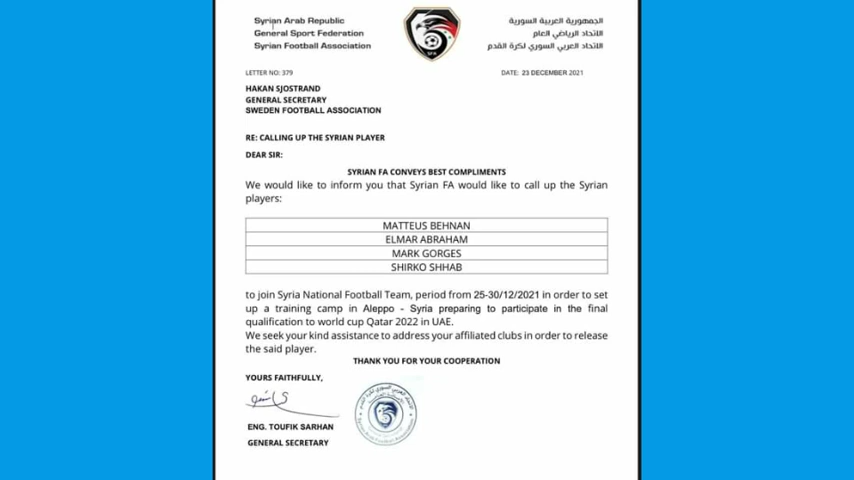 Syrian Arab Republic
General Sport Federation
Syrian Football Association
الجمهورية العربية السورية
الاتحاد الرياضي العام
الاتحاد العربي السوري لكرة القدم
SFA
LETTER NO: 379
DATE: 23 DECEMBER 2021
HAKAN SJOSTRAND
GENERAL SECRETARY
SWEDEN FOOTBALL ASSOCIATION
RE: CALLING UP THE SYRIAN PLAYER
DEAR SIR:
SYRIAN FA CONVEYS BEST COMPLIMENTS
We would like to inform you that Syrian FA would like to call up the Syrian
players:
MATTEUS BEHNAN
ELMAR ABRAHAM
MARK GORGES
SHIRKO SHHAB
to join Syria National Football Team, period from 25-30/12/2021 in order to set
up a training camp in Aleppo - Syria preparing to participate in the final
qualification to world cup Qatar 2022 in UAE.
We seek your kind assistance to address your affiliated clubs in order to release
the said player.
THANK YOU FOR YOUR COOPERATION
YOURS FAITHFULLY,
ENG. TOUFIK SARHAN
GENERAL SECRETARY